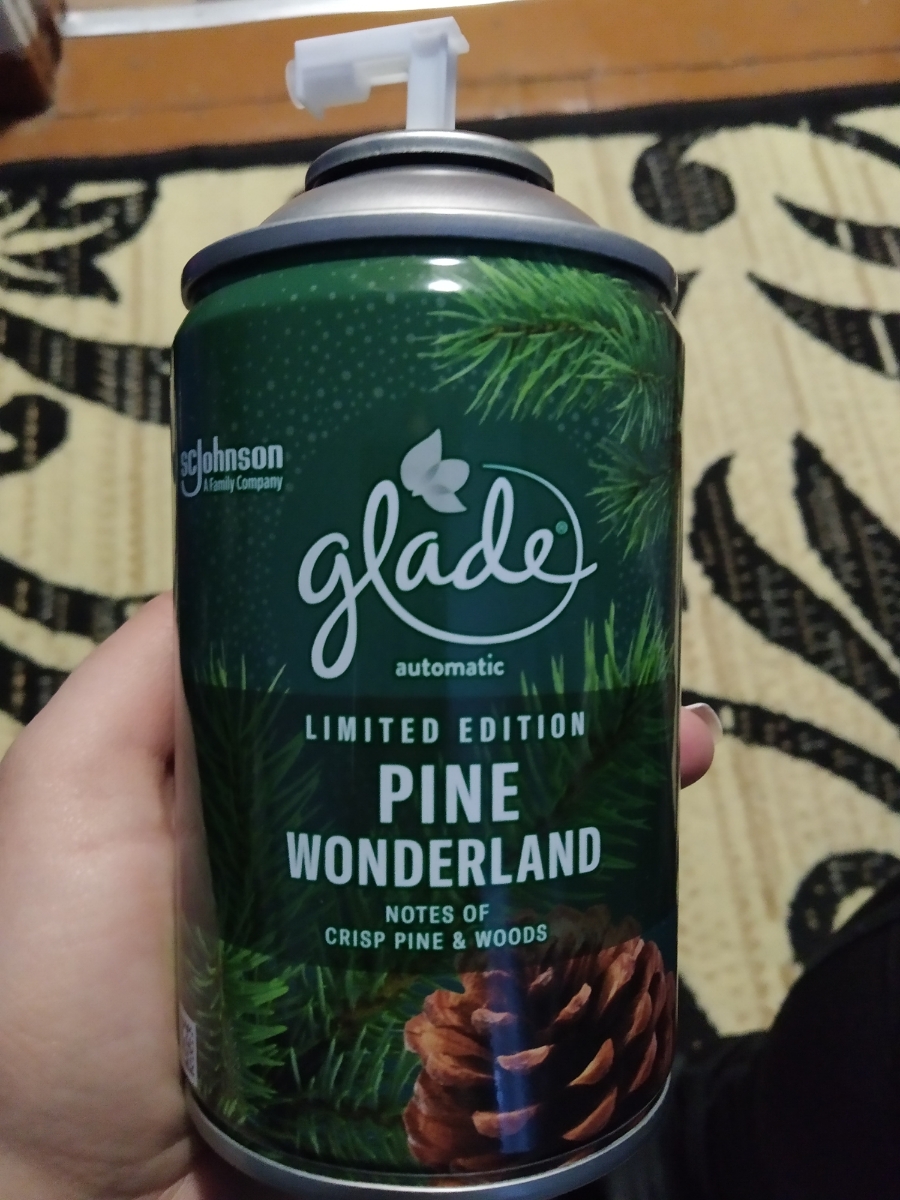 scJohnson
A Family Company
glade®
automatic
LIMITED EDITION
PINE
WONDERLAND
NOTES OF
CRISP PINE & WOODS